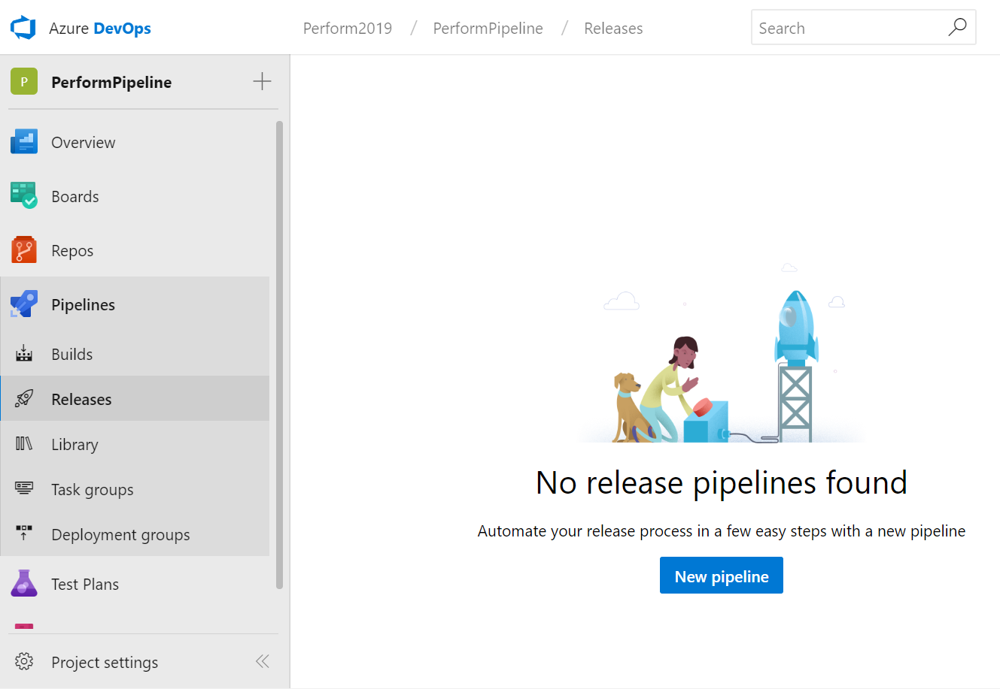 Azure DevOps
Perform2019 / PerformPipeline / Releases
Search
P PerformPipeline
Overview
Boards
Repos
Pipelines
Builds
Releases
Library
Task groups
Deployment groups
Test Plans
Project settings
No release pipelines found
Automate your release process in a few easy steps with a new pipeline
New pipeline